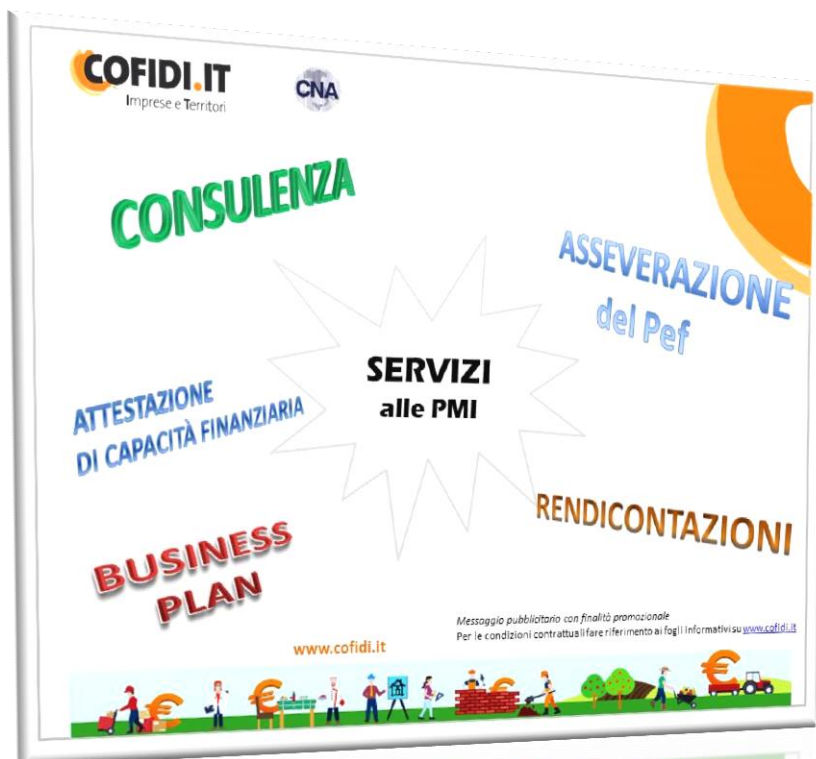 COFIDI.IT
Imprese e Territori
CNA
CONSULENZA
ASSEVERAZIONE
del Pef
SERVIZI
alle PMI
ATTESTAZIONE
DI CAPACITÀ FINANZIARIA
RENDICONTAZIONI
BUSINESS
PLAN
Messaggio pubblicitario con finalità promozionale
Per le condizioni contrattuali fare riferimento ai fogli Informativi su www.cofidi.it
www.cofidi.it